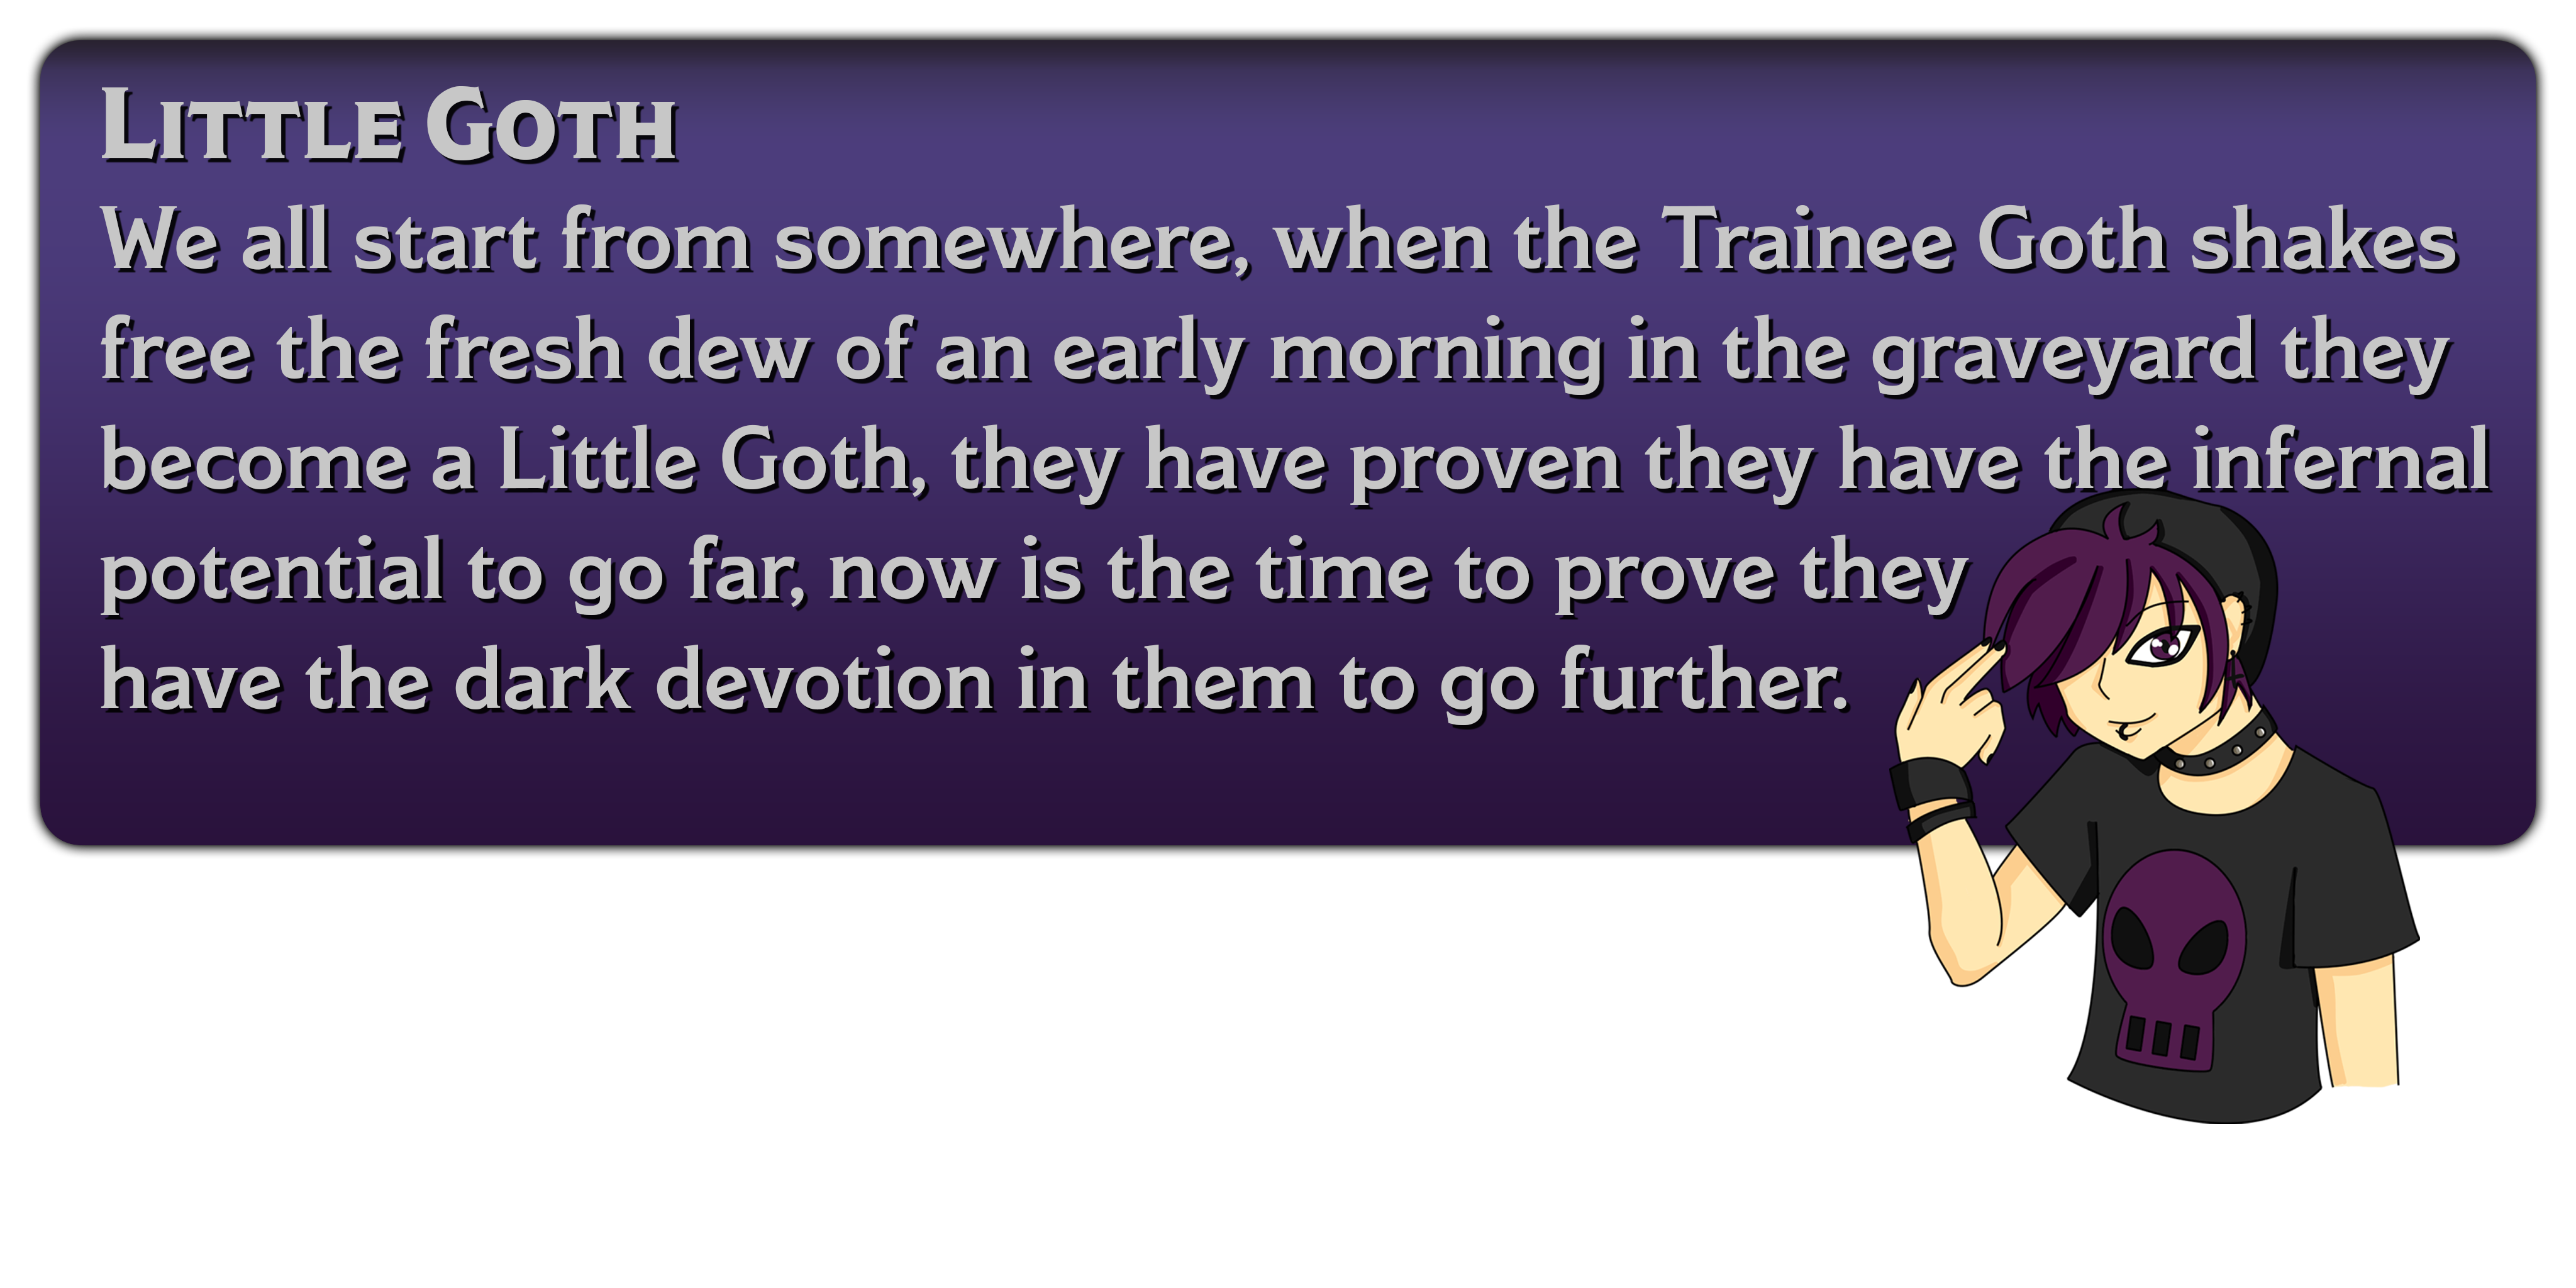 Little Goth
We all start from somewhere, when the Trainee Goth shakes
free the fresh dew of an early morning in the graveyard they
become a Little Goth, they have proven they have the infernal
potential to go far, now is the time to prove they
have the dark devotion in them to go further.